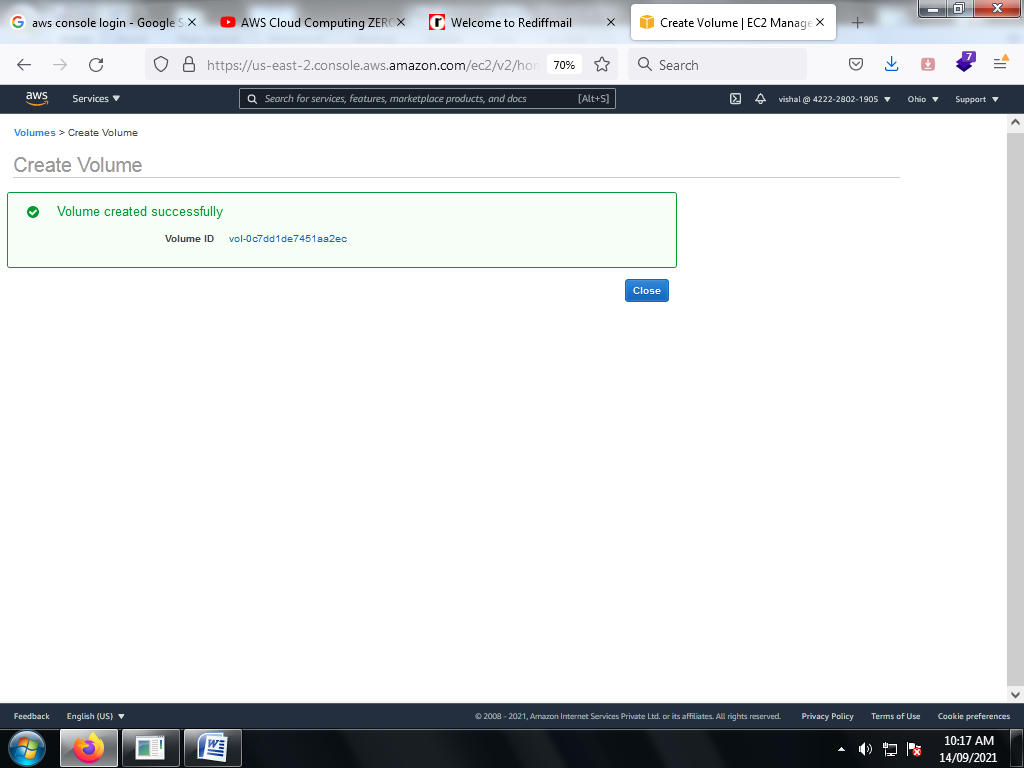 aws console login - Google S
AWS Cloud Computing ZERO
Welcome to Rediffmail
Create Volume | EC2 Manage
https://us-east-2.console.aws.amazon.com/ec2/v2/hom
70%
Search
7
aws
Services
Search for services, features, marketplace products, and docs
[Alt+S]
vishal @ 4222-2802-1905
Ohio
Support
Volumes > Create Volume
Create Volume
Volume created successfully
Volume ID vol-0c7dd1de7451aa2ec
Close
Feedback
English (US)
© 2008 - 2021, Amazon Internet Services Private Ltd. or its affiliates. All rights reserved.
Privacy Policy
Terms of Use
Cookie preferences
10:17 AM
14/09/2021